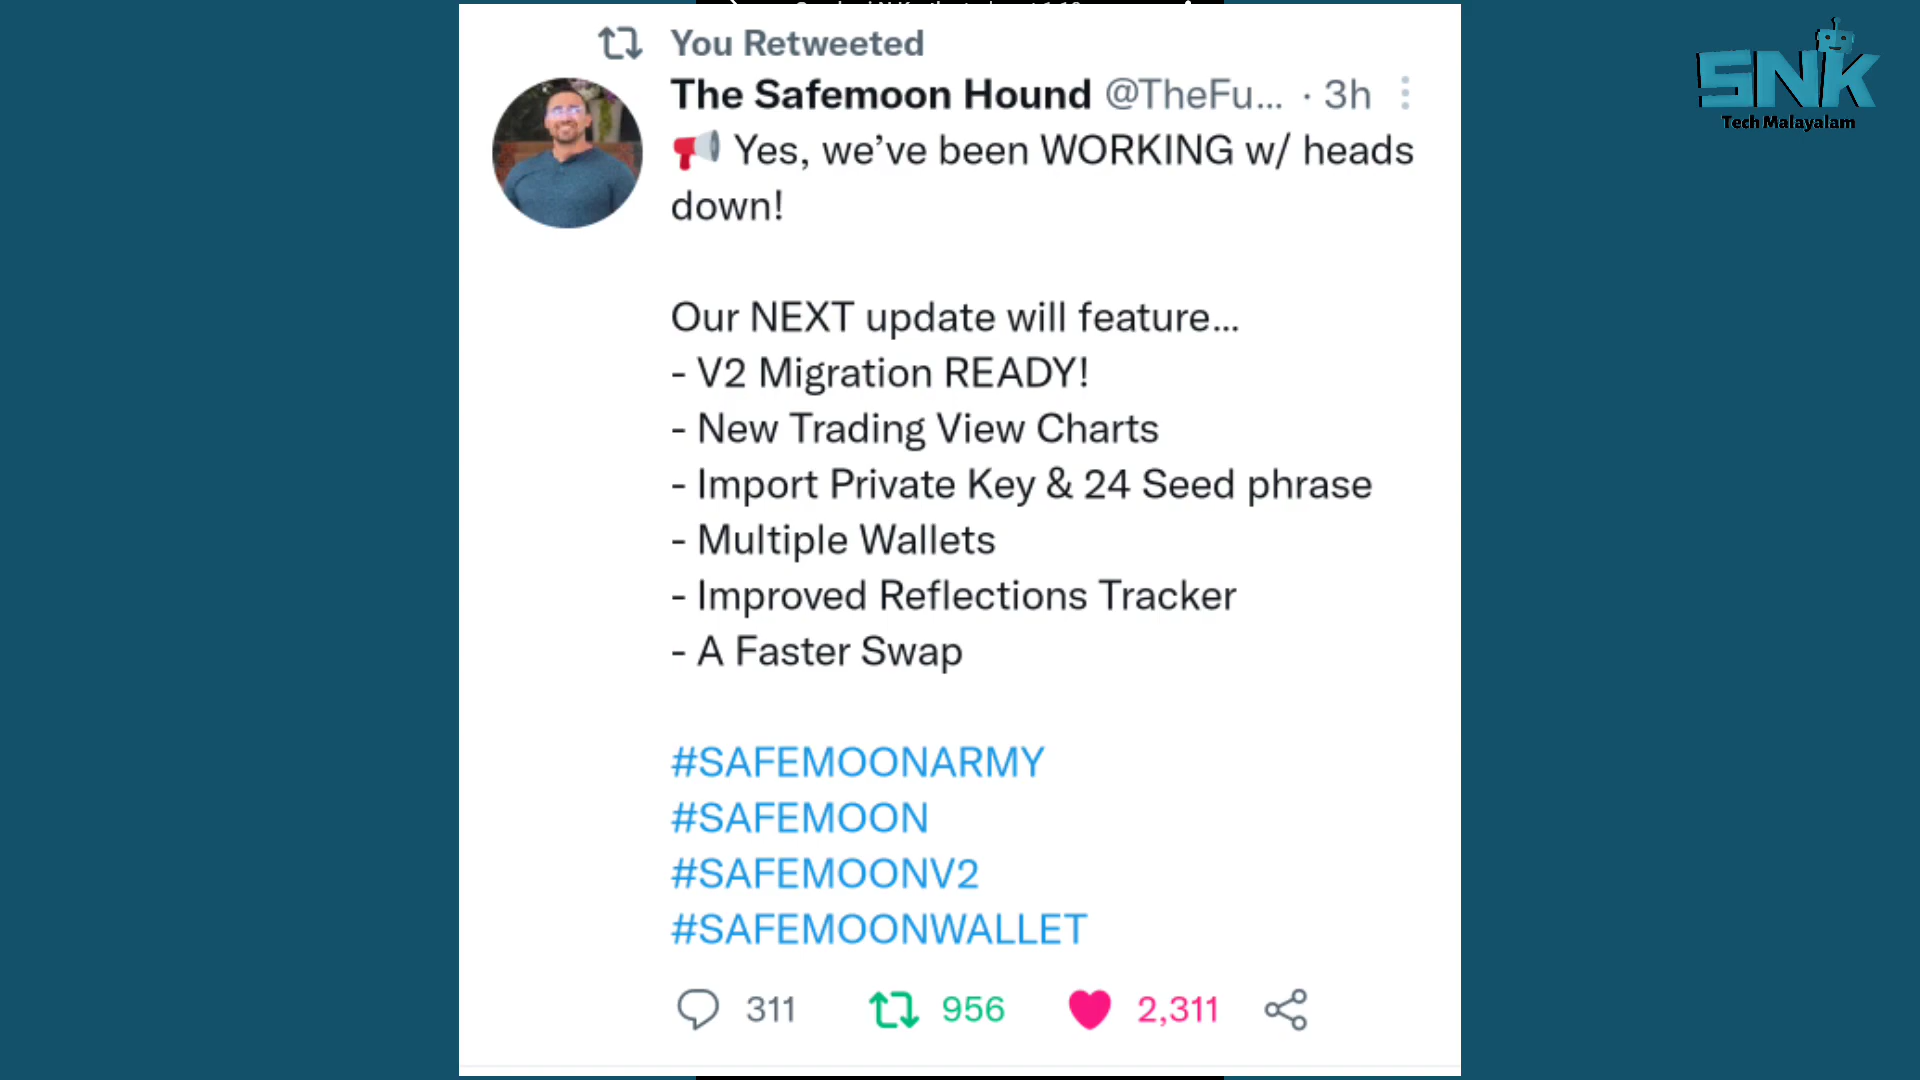 You Retweeted
The Safemoon Hound @TheFu... · 3h
Yes, we’ve been WORKING w/ heads
down!
Our NEXT update will feature...
- V2 Migration READY!
- New Trading View Charts
- Import Private Key & 24 Seed phrase
- Multiple Wallets
- Improved Reflections Tracker
- A Faster Swap
#SAFEMOONARMY
#SAFEMOON
#SAFEMOONV2
#SAFEMOONWALLET
311 956 2,311
SNK
Tech Malayalam